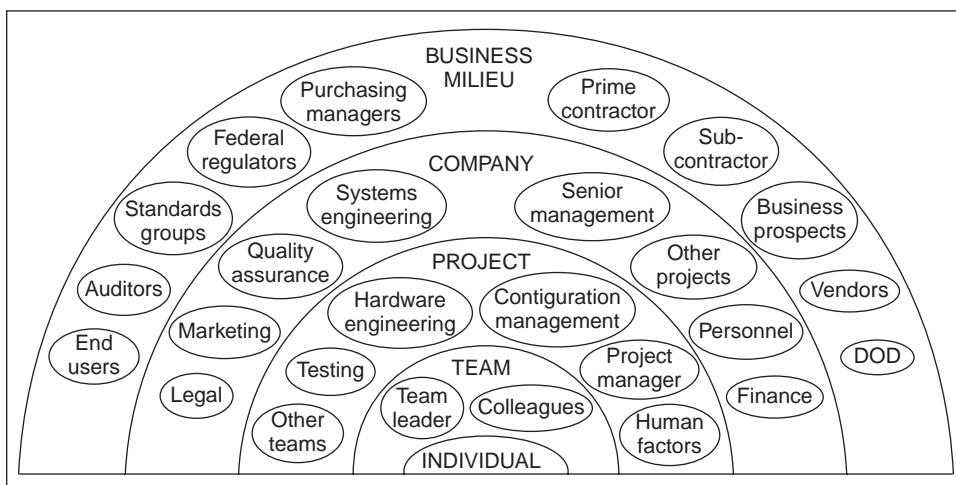 BUSINESS
MILIEU
Purchasing
managers
Prime
contractor
Federal
regulators
Sub-
contractor
Standards
groups
Business
prospects
Auditors
Vendors
End
users
DOD
COMPANY
Systems
engineering
Senior
management
Quality
assurance
Other
projects
Marketing
Personnel
Legal
Finance
PROJECT
Hardware
engineering
Contiguration
management
Testing
Project
manager
Other
teams
Human
factors
TEAM
Team
leader
Colleagues
INDIVIDUAL